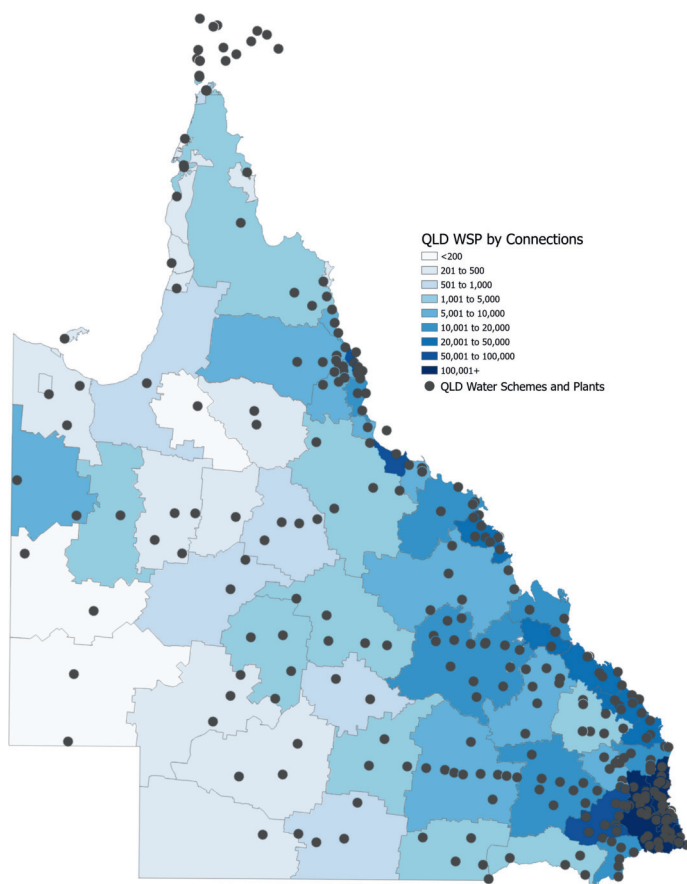 QLD WSP by Connections
<200
201 to 500
501 to 1,000
1,001 to 5,000
5,001 to 10,000
10,001 to 20,000
20,001 to 50,000
50,001 to 100,000
100,001+
QLD Water Schemes and Plants